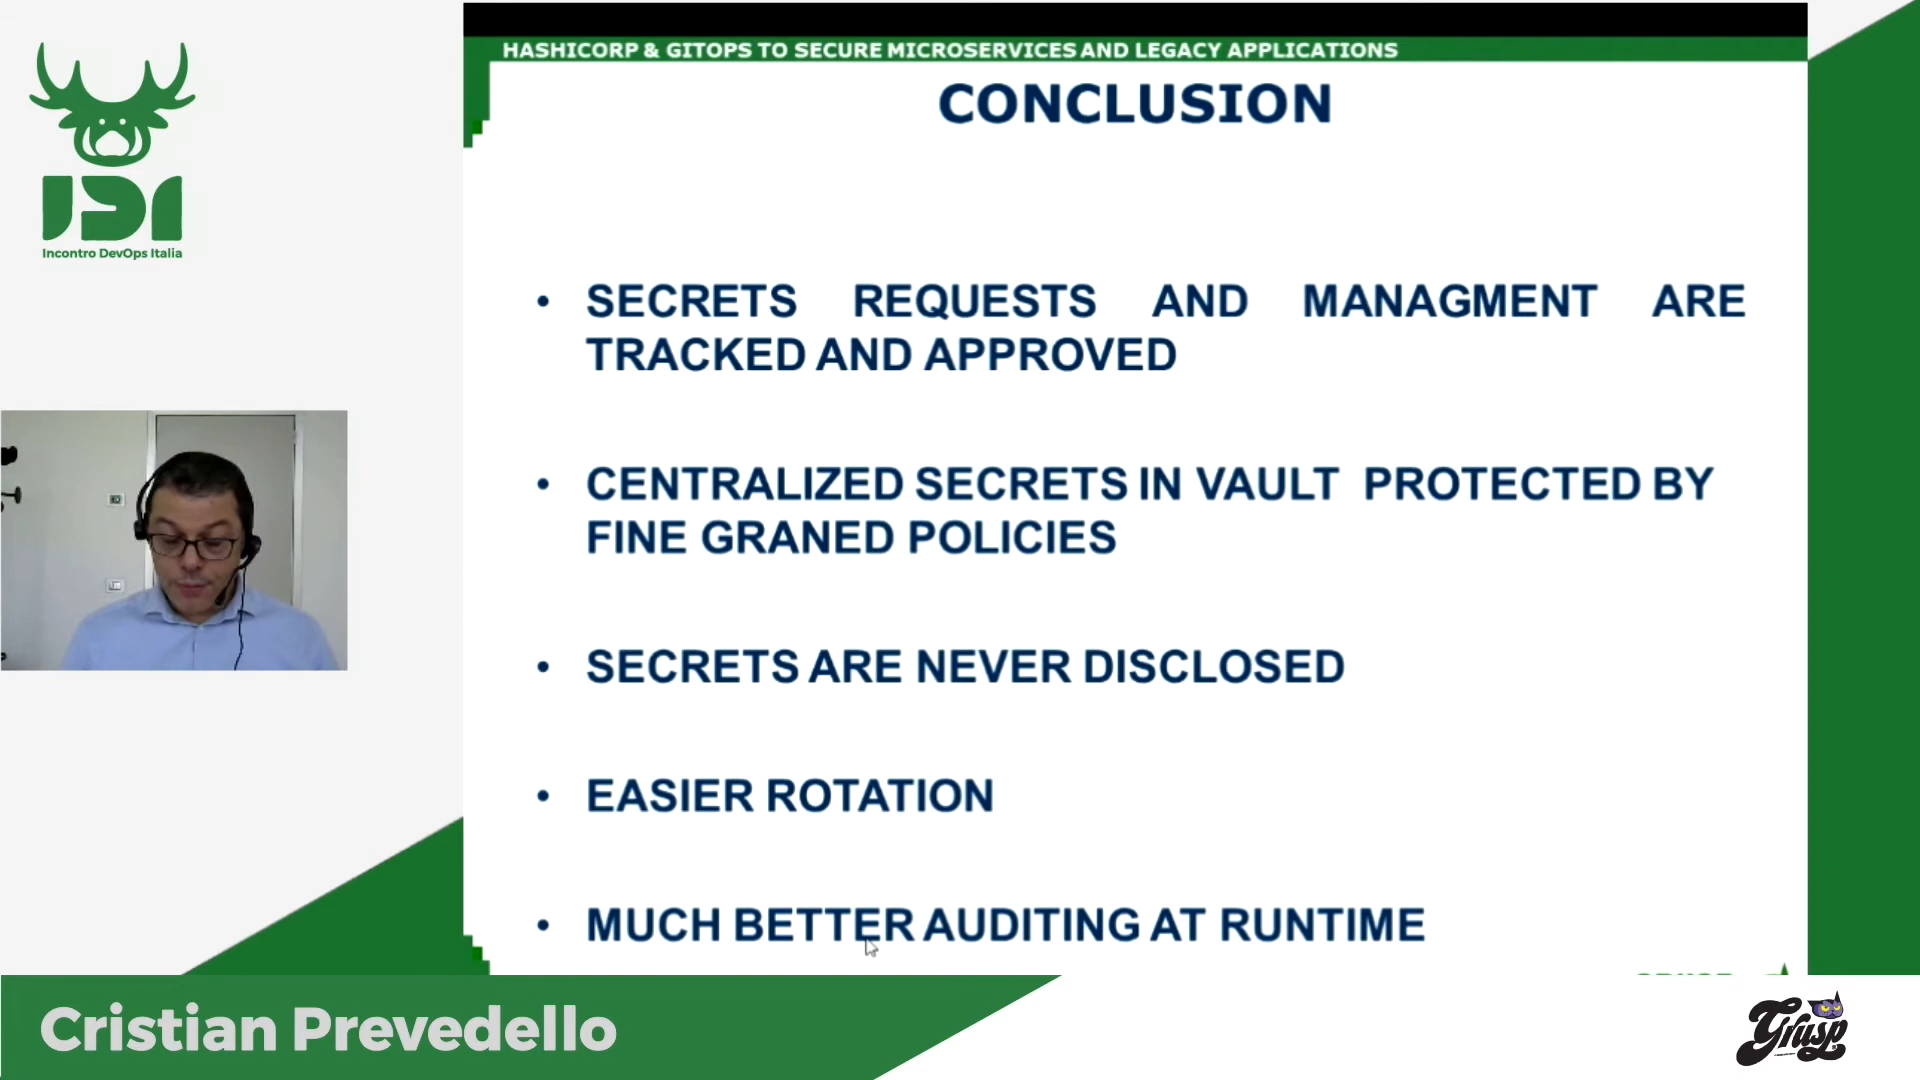 HASHICORP & GITOPS TO SECURE MICROSERVICES AND LEGACY APPLICATIONS
CONCLUSION
IDI
Incontro DevOps Italia
• SECRETS REQUESTS AND MANAGMENT ARE
TRACKED AND APPROVED
• CENTRALIZED SECRETS IN VAULT PROTECTED BY
FINE GRANED POLICIES
• SECRETS ARE NEVER DISCLOSED
• EASIER ROTATION
• MUCH BETTER AUDITING AT RUNTIME
Cristian Prevedello
Grusp